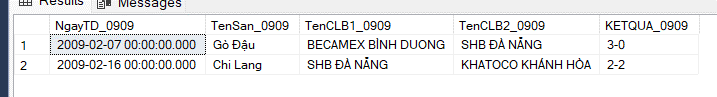 Results Messages
NgayTD_0909 TenSan_0909 TenCLB1_0909 TenCLB2_0909 KETQUA_0909
1 2009-02-07 00:00:00.000 Gò Đậu BECAMEX BÌNH DUONG SHB ĐÀ NẴNG 3-0
2 2009-02-16 00:00:00.000 Chi Lang SHB ĐÀ NẴNG KHATOCO KHÁNH HÒA 2-2